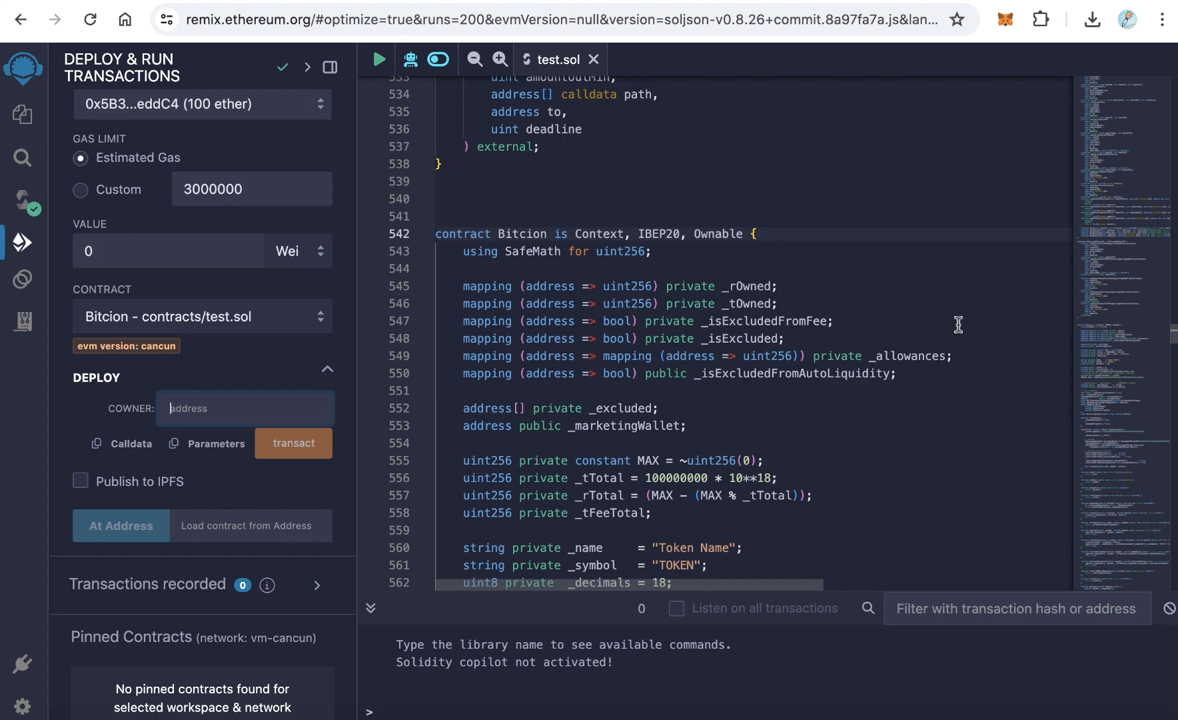 remix.ethereum.org/#optimize=true&runs=200&evmVersion=null&version=soljson-v0.8.26+commit.8a97fa7a.js&lan...
DEPLOY & RUN
TRANSACTIONS
0x5B3...eddC4 (100 ether)
GAS LIMIT
Estimated Gas
Custom
3000000
VALUE
0
Wei
CONTRACT
Bitcion - contracts/test.sol
evm version: cancun
DEPLOY
COWNER:
address
Calldata
Parameters
transact
Publish to IPFS
At Address
Load contract from Address
Transactions recorded 0 i
Pinned Contracts (network: vm-cancun)
No pinned contracts found for
selected workspace & network
test.sol
533 uint amountOutMin,
534 address[] calldata path,
535 address to,
536 uint deadline
537 ) external;
538 }
539
540
541
542 contract Bitcion is Context, IBEP20, Ownable {
543 using SafeMath for uint256;
544
545 mapping (address => uint256) private _rOwned;
546 mapping (address => uint256) private _tOwned;
547 mapping (address => bool) private _isExcludedFromFee;
548 mapping (address => bool) private _isExcluded;
549 mapping (address => mapping (address => uint256)) private _allowances;
550 mapping (address => bool) public _isExcludedFromAutoLiquidity;
551
552 address[] private _excluded;
553 address public _marketingWallet;
554
555 uint256 private constant MAX = ~uint256(0);
556 uint256 private _tTotal = 100000000 * 10**18;
557 uint256 private _rTotal = (MAX - (MAX % _tTotal));
558 uint256 private _tFeeTotal;
559
560 string private _name     = "Token Name";
561 string private _symbol   = "TOKEN";
562 uint8 private  _decimals = 18;
0
Listen on all transactions
Filter with transaction hash or address
Type the library name to see available commands.
Solidity copilot not activated!
>